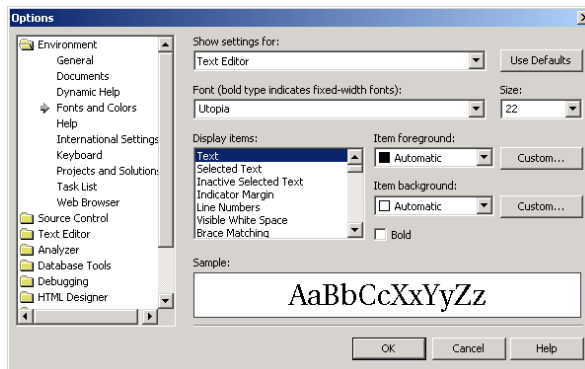 Options
Environment
General
Documents
Dynamic Help
Fonts and Colors
Help
International Settings
Keyboard
Projects and Solution
Task List
Web Browser
Source Control
Text Editor
Analyzer
Database Tools
Debugging
HTML Designer
Show settings for:
Text Editor
Use Defaults
Font (bold type indicates fixed-width fonts):
Size:
Utopia
22
Display items:
Text
Selected Text
Inactive Selected Text
Indicator Margin
Line Numbers
Visible White Space
Brace Matching
Item foreground:
Automatic
Custom...
Item background:
Automatic
Custom...
Bold
Sample:
AaBbCcXxYyZz
OK
Cancel
Help